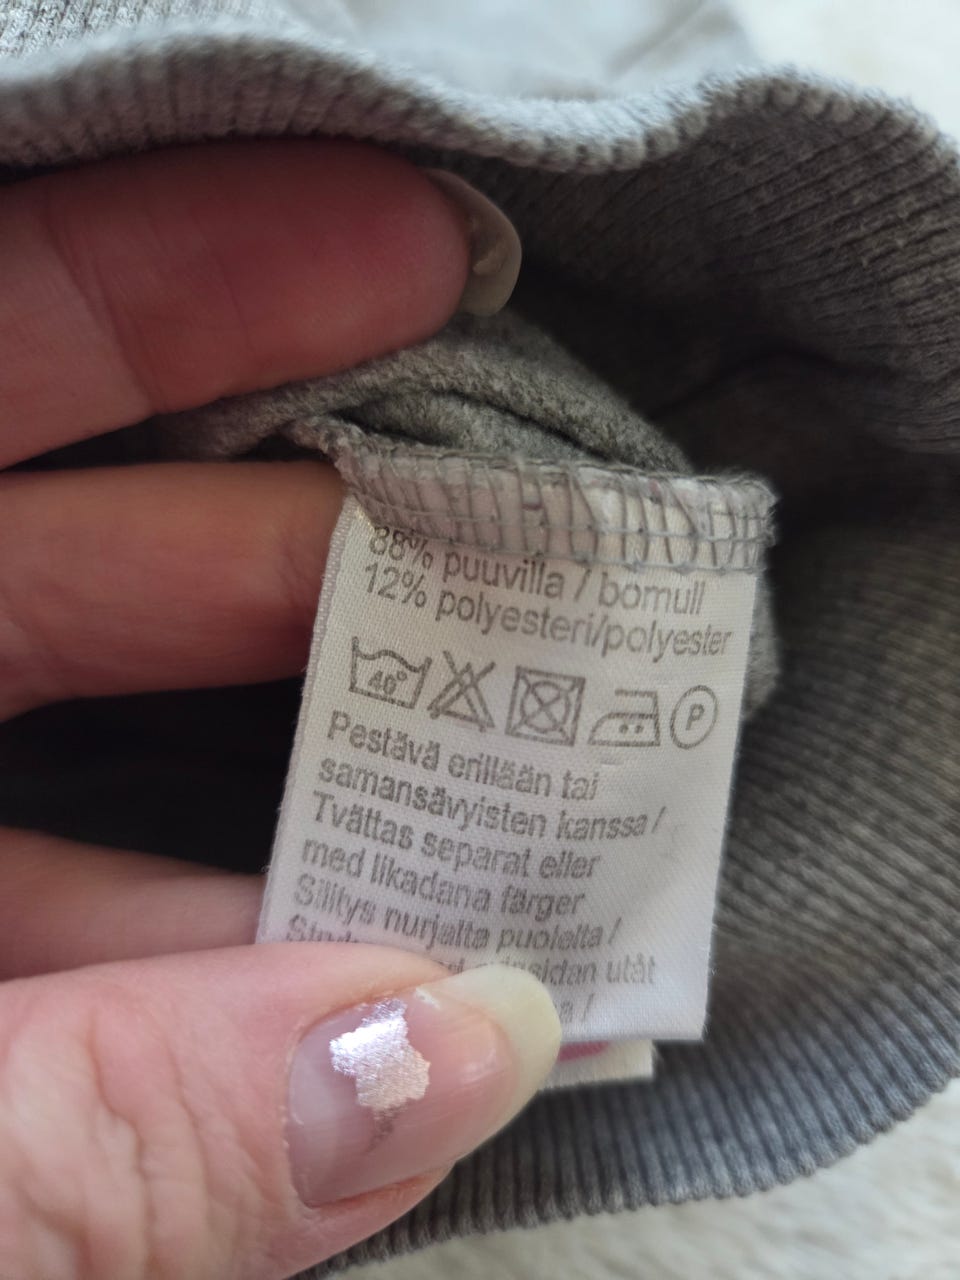 88% puuvilla / bomull
12% polyesteri/polyester
40° P
Pestävä erillään tai
samansävyisten kanssa /
Tvättas separat eller
med likadana färger
Silitys nurjalta puolelta /
utåt
a /